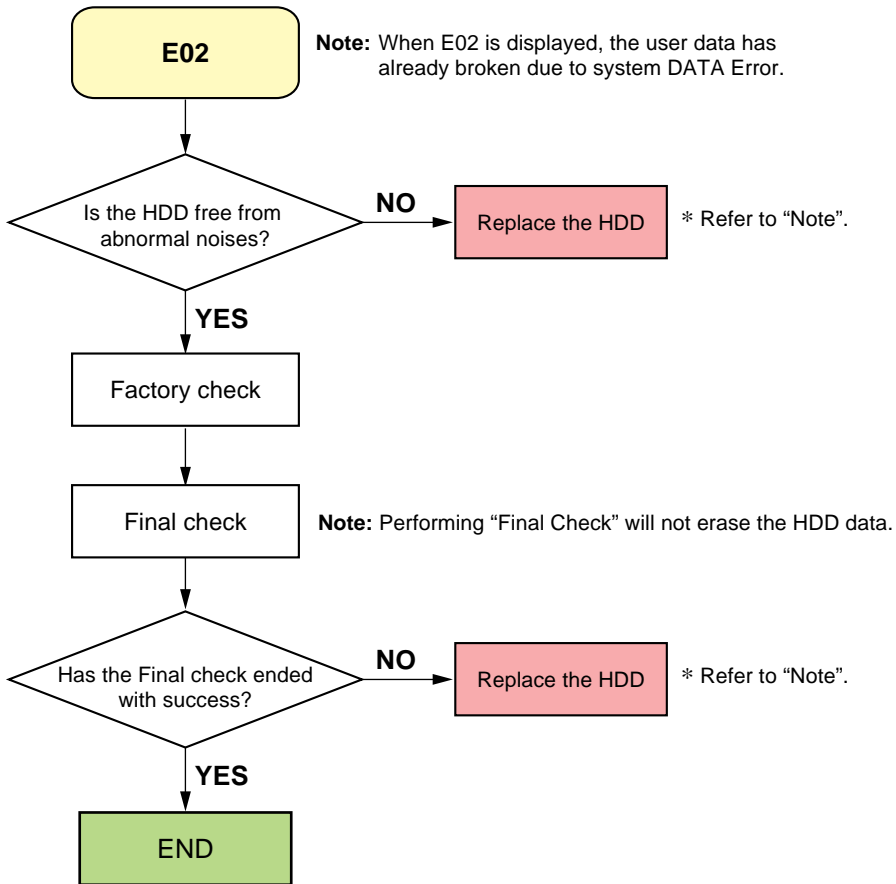 E02
Note: When E02 is displayed, the user data has
already broken due to system DATA Error.
Is the HDD free from
abnormal noises?
NO
Replace the HDD
* Refer to “Note”.
YES
Factory check
Final check
Note: Performing “Final Check” will not erase the HDD data.
Has the Final check ended
with success?
NO
Replace the HDD
* Refer to “Note”.
YES
END